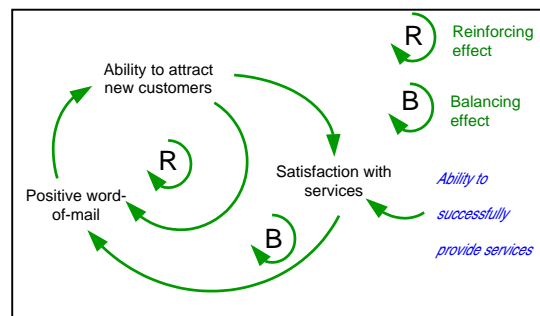 R
Reinforcing
effect
Ability to attract
new customers
B
Balancing
effect
R
Satisfaction with
services
Ability to
successfully
provide services
Positive word-
of-mail
B